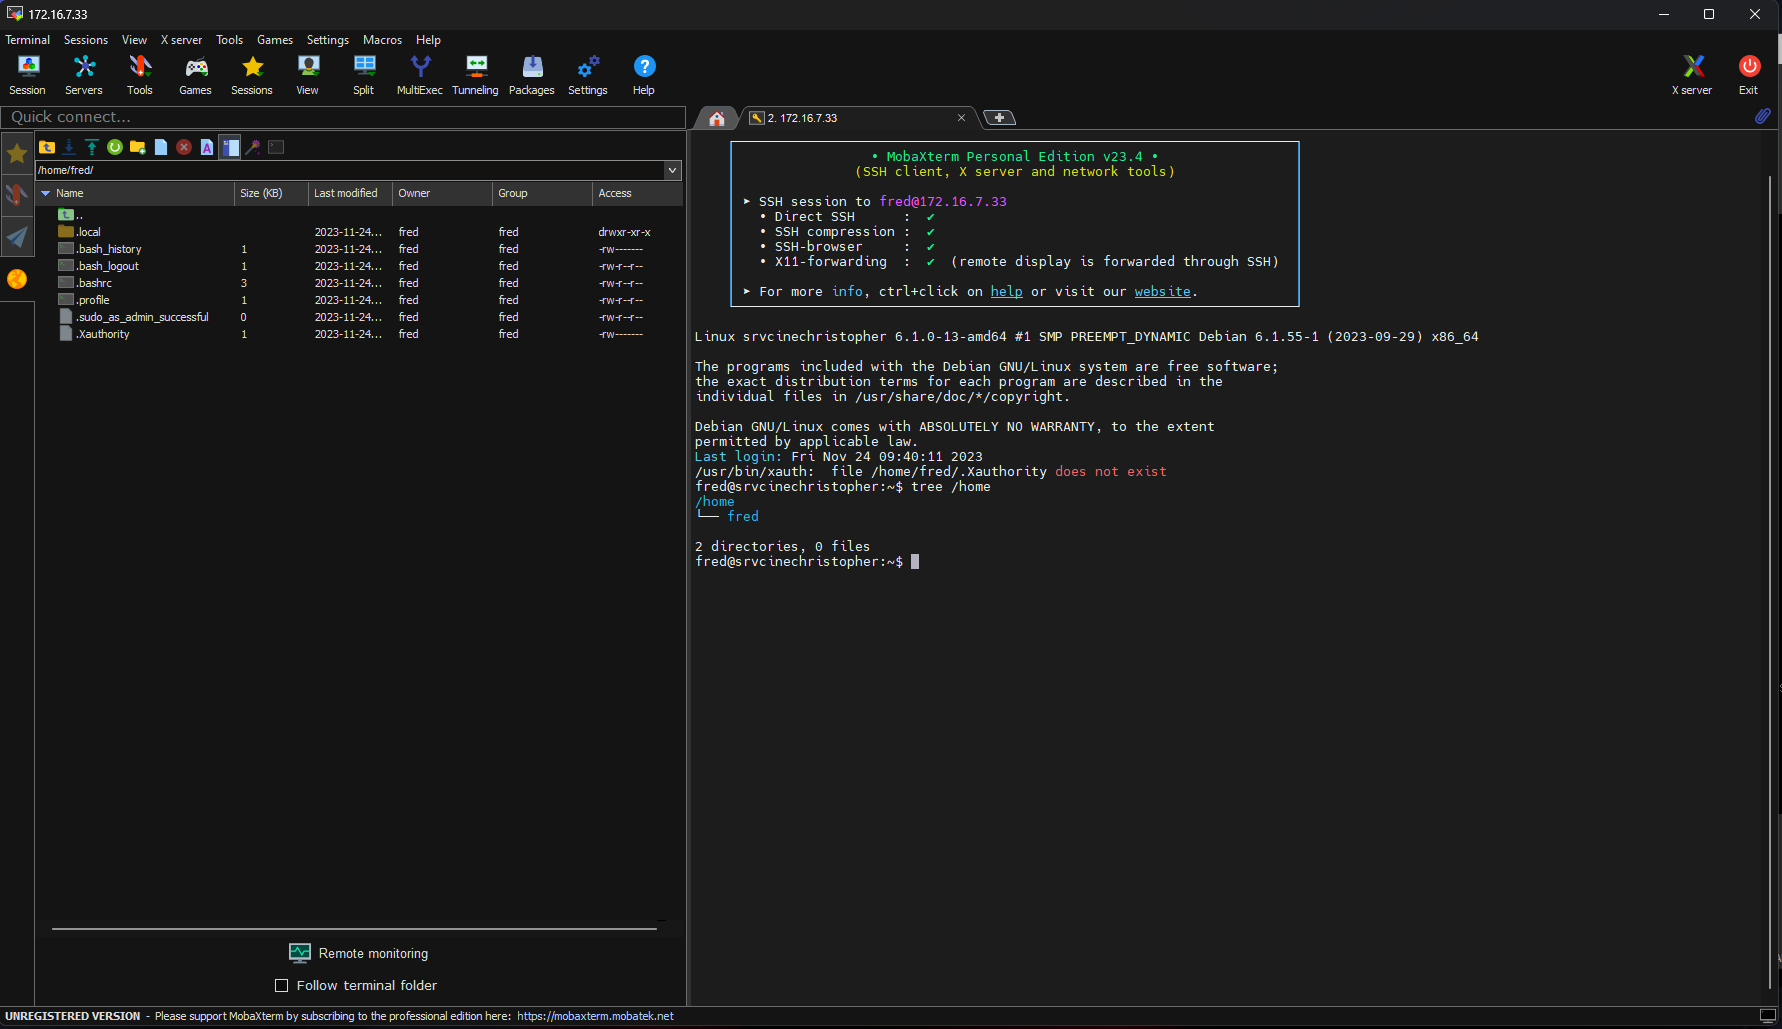 172.16.7.33
Terminal Sessions View X server Tools Games Settings Macros Help
Session Servers Tools Games Sessions View Split MultiExec Tunneling Packages Settings Help X server Exit
Quick connect...
2. 172.16.7.33
/home/fred/
Name Size (KB) Last modified Owner Group Access
..
.local 2023-11-24... fred fred drwxr-xr-x
.bash_history 1 2023-11-24... fred fred -rw-------
.bash_logout 1 2023-11-24... fred fred -rw-r--r--
.bashrc 3 2023-11-24... fred fred -rw-r--r--
.profile 1 2023-11-24... fred fred -rw-r--r--
.sudo_as_admin_successful 0 2023-11-24... fred fred -rw-r--r--
.Xauthority 1 2023-11-24... fred fred -rw-------
Remote monitoring
Follow terminal folder
• MobaXterm Personal Edition v23.4 •
(SSH client, X server and network tools)
➤ SSH session to fred@172.16.7.33
• Direct SSH : ✔
• SSH compression : ✔
• SSH-browser : ✔
• X11-forwarding : ✔ (remote display is forwarded through SSH)
➤ For more info, ctrl+click on help or visit our website.
Linux srvcinechristopher 6.1.0-13-amd64 #1 SMP PREEMPT_DYNAMIC Debian 6.1.55-1 (2023-09-29) x86_64
The programs included with the Debian GNU/Linux system are free software;
the exact distribution terms for each program are described in the
individual files in /usr/share/doc/*/copyright.
Debian GNU/Linux comes with ABSOLUTELY NO WARRANTY, to the extent
permitted by applicable law.
Last login: Fri Nov 24 09:40:11 2023
/usr/bin/xauth:  file /home/fred/.Xauthority does not exist
fred@srvcinechristopher:~$ tree /home
/home
└── fred
2 directories, 0 files
fred@srvcinechristopher:~$
UNREGISTERED VERSION - Please support MobaXterm by subscribing to the professional edition here: https://mobaxterm.mobatek.net